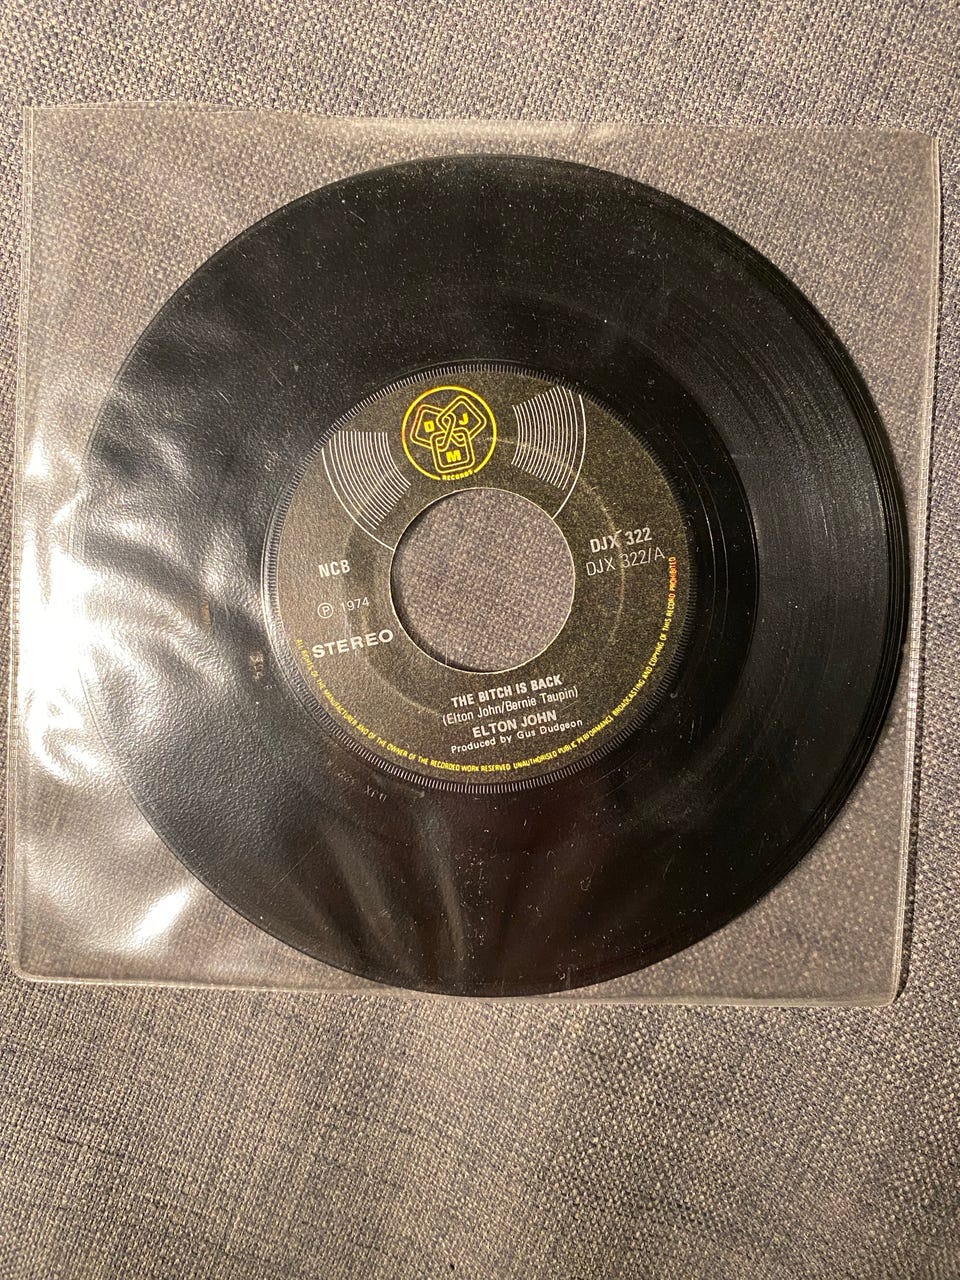 D J
M
RECORDS
NCB
Ⓟ 1974
STEREO
DJX 322
DJX 322/A
THE BITCH IS BACK
(Elton John/Bernie Taupin)
ELTON JOHN
Produced by Gus Dudgeon
ALL RIGHTS OF THE MANUFACTURER AND OF THE OWNER OF THE RECORDED WORK RESERVED UNAUTHORISED PUBLIC PERFORMANCE BROADCASTING AND COPYING OF THIS RECORD PROHIBITED
DJX